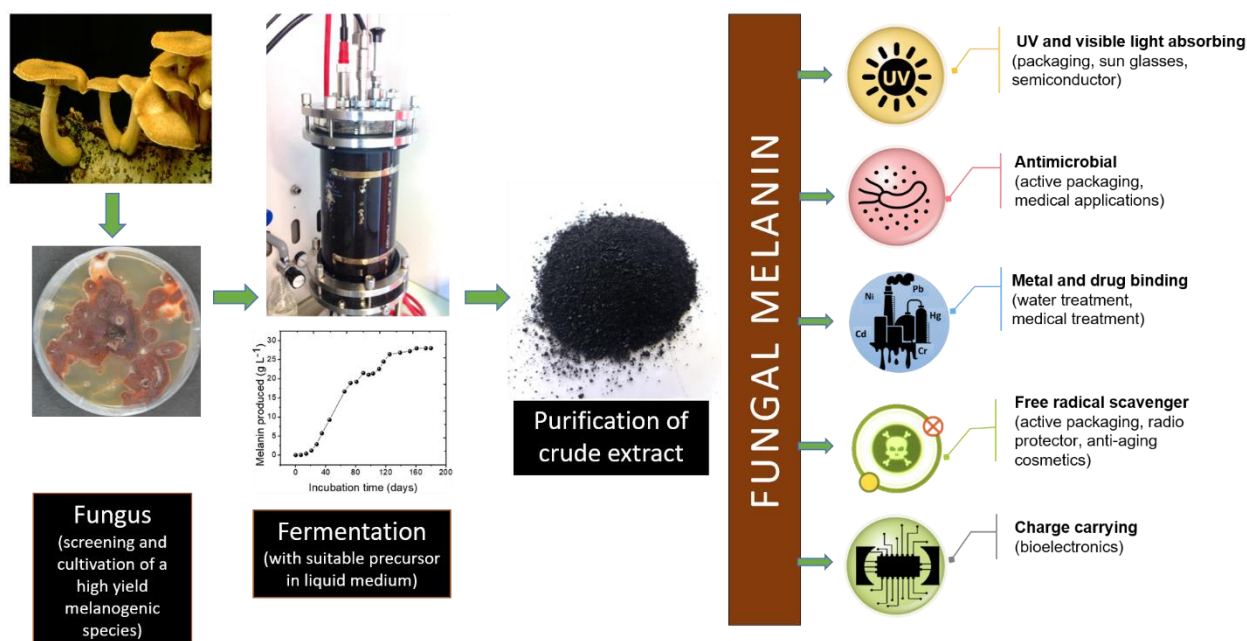 Fungus
(screening and
cultivation of a
high yield
melanogenic
species)
Melanin produced (g L⁻¹)
30
25
20
15
10
5
0
0
40
80
120
160
200
Incubation time (days)
Fermentation
(with suitable precursor
in liquid medium)
Purification of
crude extract
FUNGAL MELANIN
UV
UV and visible light absorbing
(packaging, sun glasses,
semiconductor)
Antimicrobial
(active packaging,
medical applications)
Ni
Pb
Hg
Cd
Cr
Metal and drug binding
(water treatment,
medical treatment)
Free radical scavenger
(active packaging, radio
protector, anti-aging
cosmetics)
Charge carrying
(bioelectronics)